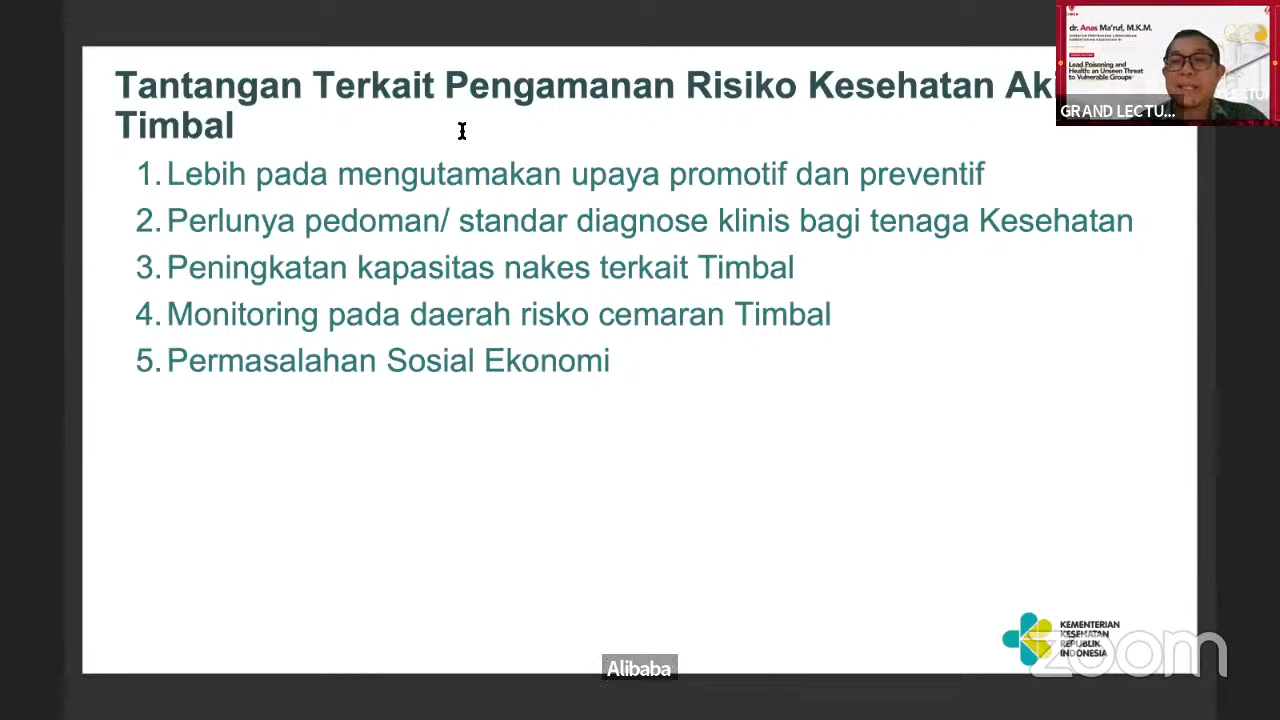 Tantangan Terkait Pengamanan Risiko Kesehatan Ak
Timbal
1. Lebih pada mengutamakan upaya promotif dan preventif
2. Perlunya pedoman/ standar diagnose klinis bagi tenaga Kesehatan
3. Peningkatan kapasitas nakes terkait Timbal
4. Monitoring pada daerah risko cemaran Timbal
5. Permasalahan Sosial Ekonomi
dr. Anas Ma'ruf, M.K.M.
Lead Poisoning and
Health: an Unseen Threat
to Vulnerable Groups
GRAND LECTU...
KEMENTERIAN
KESEHATAN
REPUBLIK
INDONESIA
zoom
Alibaba